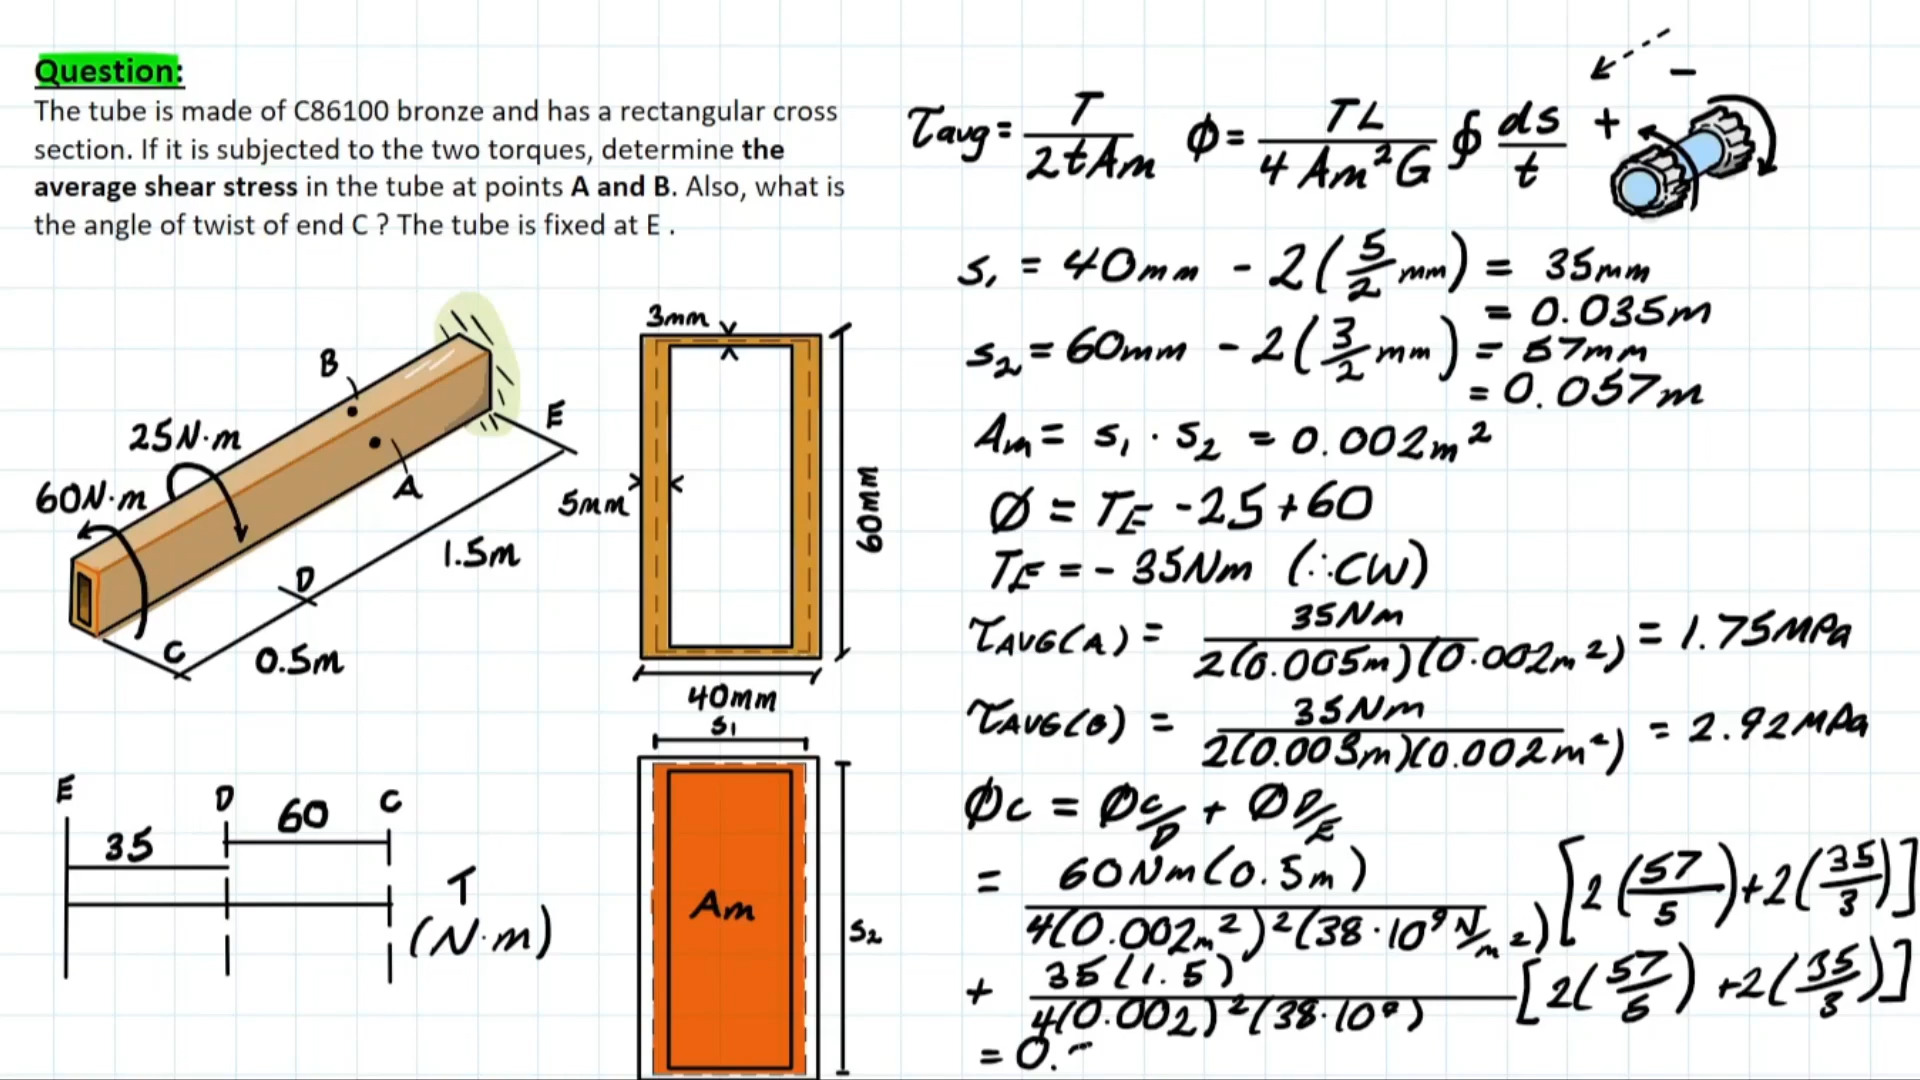 Question:
The tube is made of C86100 bronze and has a rectangular cross
section. If it is subjected to the two torques, determine the
average shear stress in the tube at points A and B. Also, what is
the angle of twist of end C ? The tube is fixed at E .
B
25N·m
60N·m
A
E
1.5m
D
0.5m
C
3mm
5mm
60mm
40mm
S1
Am
S2
E
D
C
35
60
T
(N·m)
τavg = T / 2tAm    ϕ = TL / 4Am²G ∮ ds / t
+
-
s1 = 40mm - 2(5/2 mm) = 35mm
= 0.035m
s2 = 60mm - 2(3/2 mm) = 57mm
= 0.057m
Am = s1 · s2 = 0.002m²
Ø = TE -25 +60
TE = - 35Nm (∴CW)
τAVG(A) = 35Nm / 2(0.005m)(0.002m²) = 1.75MPa
τAVG(B) = 35Nm / 2(0.003m)(0.002m²) = 2.92MPa
ØC = ØC/D + ØD/E
= 60Nm(0.5m) / 4(0.002m²)²(38·10⁹ N/m²) [2(57/5)+2(35/3)]
+ 35(1.5) / 4(0.002)²(38·10⁹) [2(57/5) +2(35/3)]
= 0.